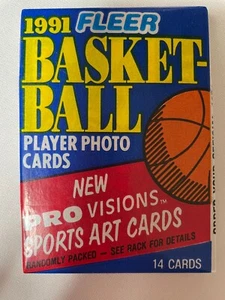 1991 FLEER
BASKET-
BALL
PLAYER PHOTO
CARDS
NEW
PRO VISIONS™
SPORTS ART CARDS
RANDOMLY PACKED - SEE RACK FOR DETAILS
14 CARDS